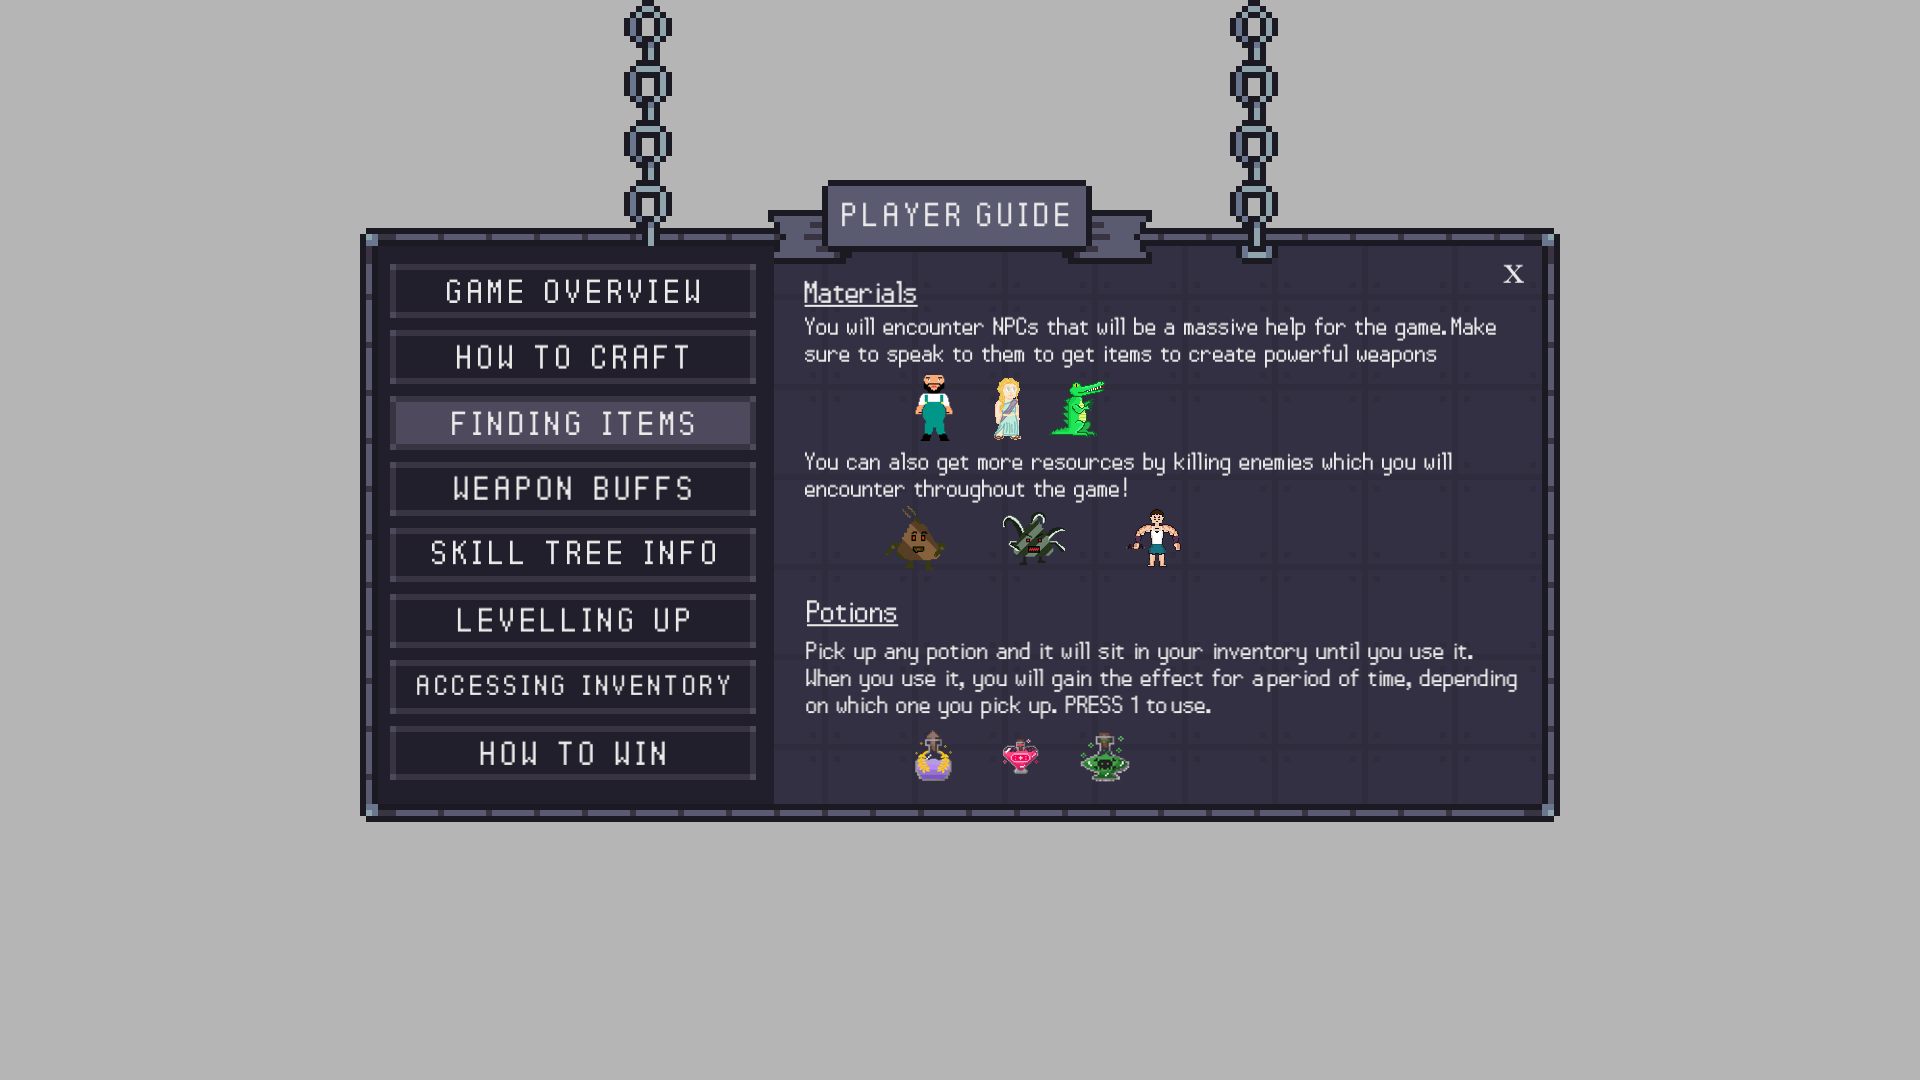 PLAYER GUIDE
GAME OVERVIEW
HOW TO CRAFT
FINDING ITEMS
WEAPON BUFFS
SKILL TREE INFO
LEVELLING UP
ACCESSING INVENTORY
HOW TO WIN
X
Materials
You will encounter NPCs that will be a massive help for the game.Make
sure to speak to them to get items to create powerful weapons
You can also get more resources by killing enemies which you will
encounter throughout the game!
Potions
Pick up any potion and it will sit in your inventory until you use it.
When you use it, you will gain the effect for a period of time, depending
on which one you pick up. PRESS 1 to use.